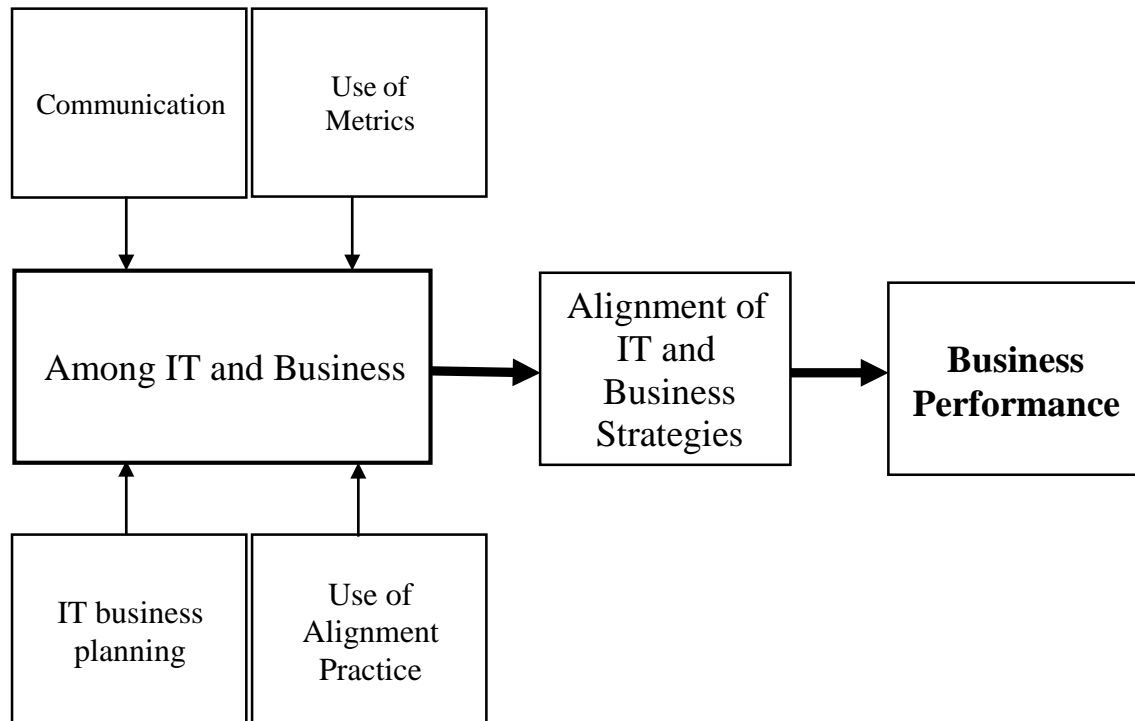 Communication
Use of
Metrics
Among IT and Business
Alignment of
IT and
Business
Strategies
Business
Performance
IT business
planning
Use of
Alignment
Practice